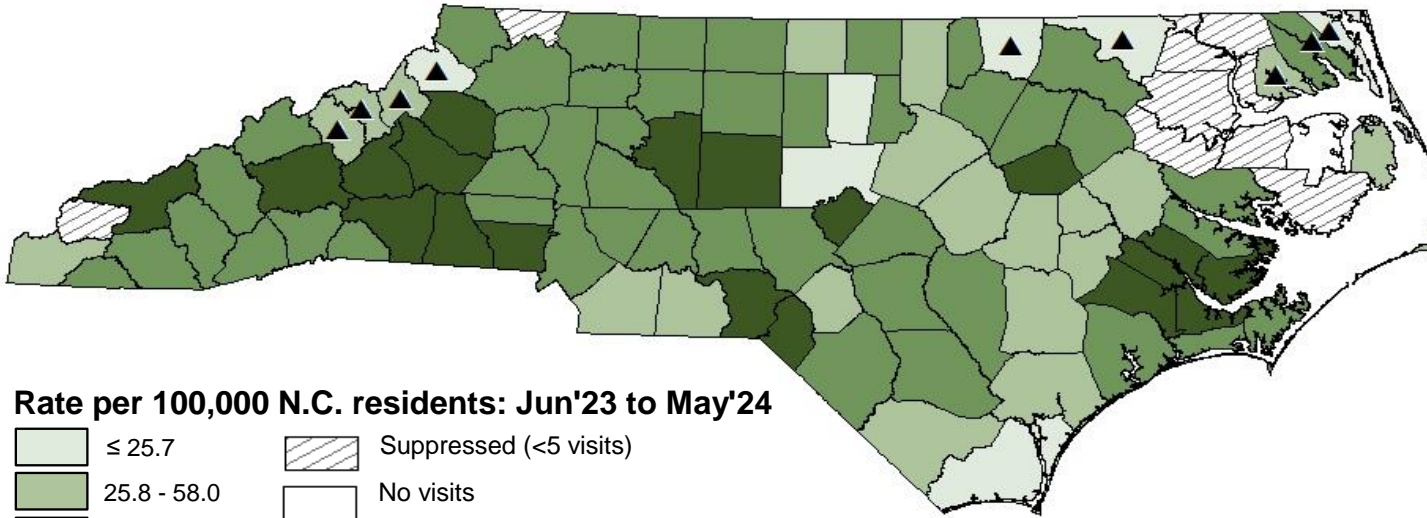 Rate per 100,000 N.C. residents: Jun'23 to May'24
≤ 25.7
Suppressed (<5 visits)
25.8 - 58.0
No visits